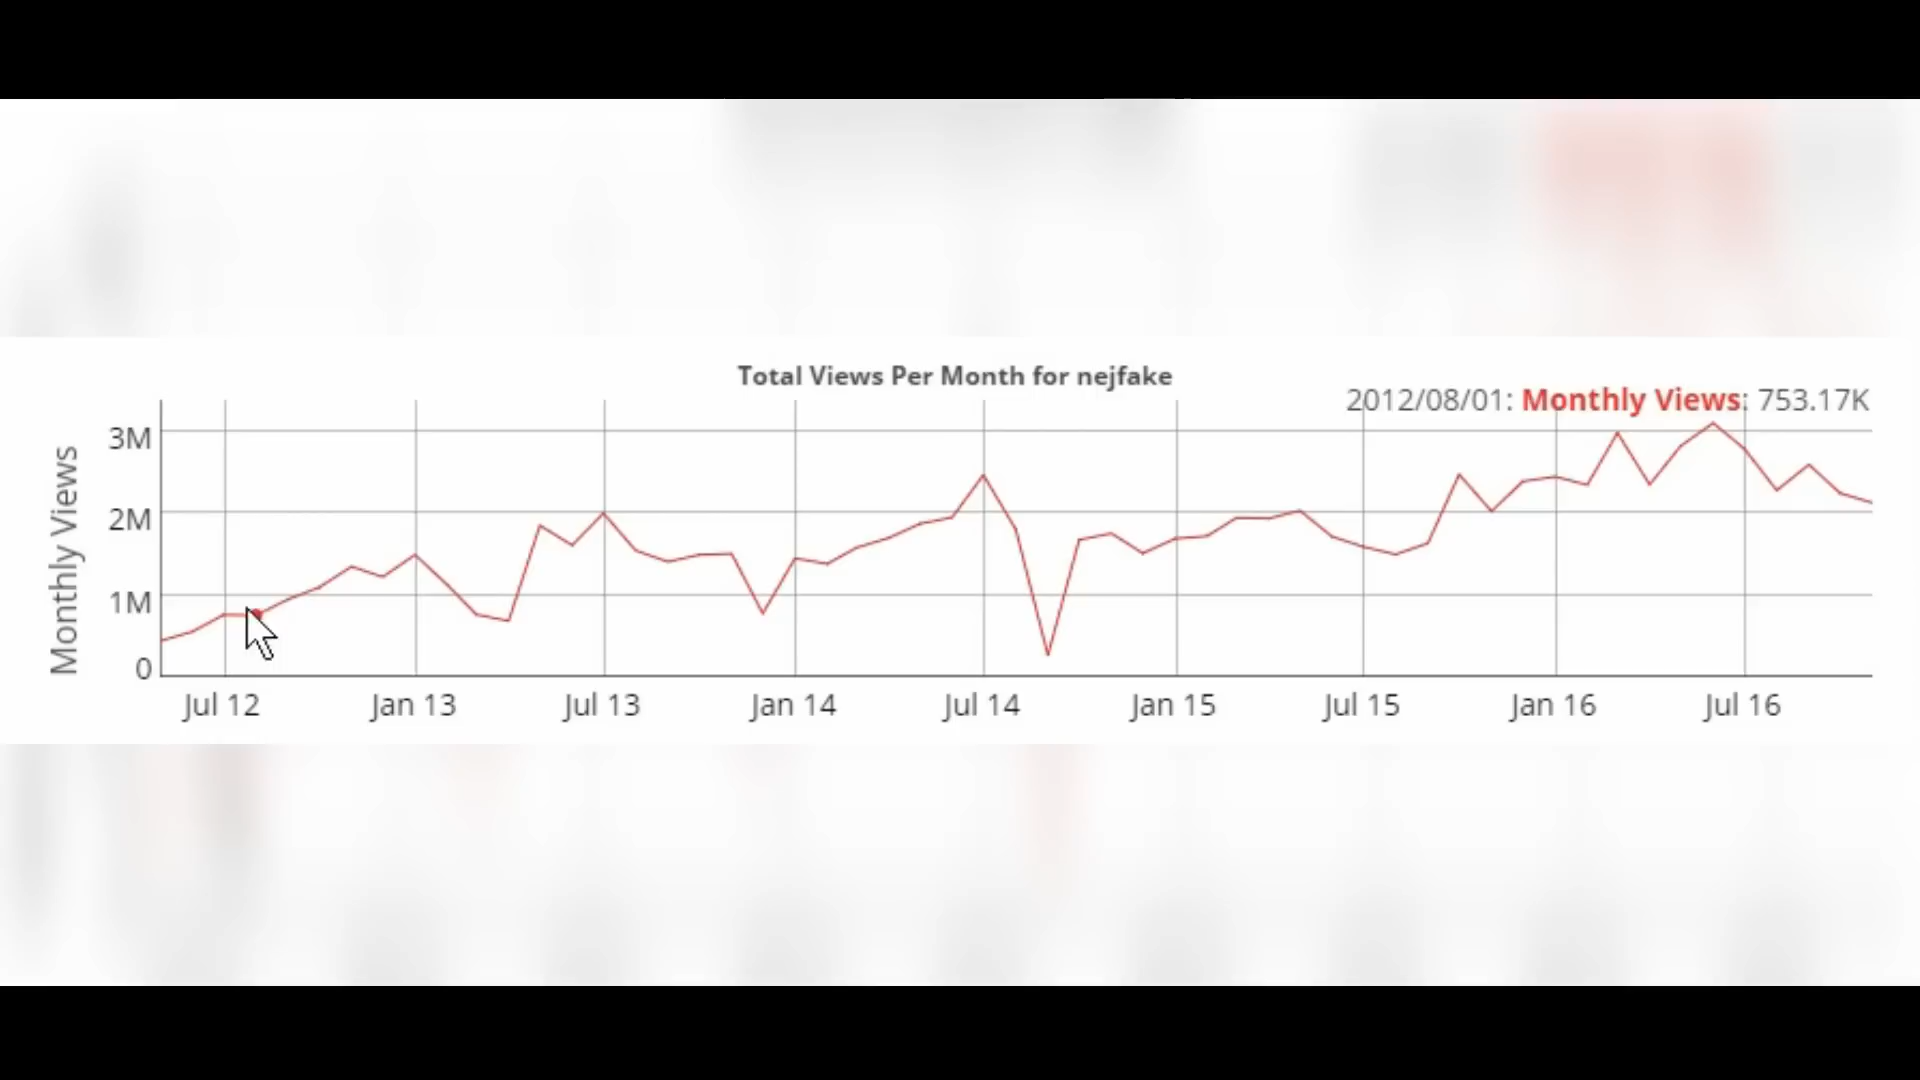 Total Views Per Month for nejfake
2012/08/01: Monthly Views: 753.17K
Monthly Views
3M
2M
1M
0
Jul 12 Jan 13 Jul 13 Jan 14 Jul 14 Jan 15 Jul 15 Jan 16 Jul 16